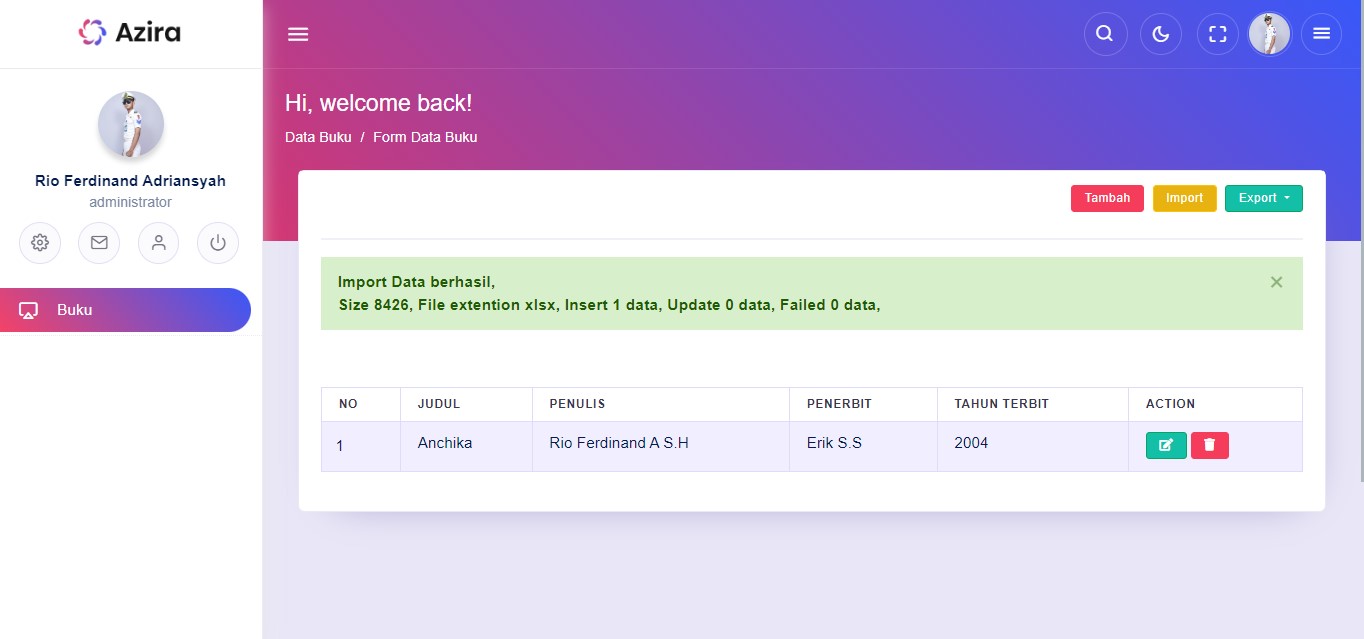 Azira
Rio Ferdinand Adriansyah
administrator
Buku
Hi, welcome back!
Data Buku / Form Data Buku
Tambah Import Export
Import Data berhasil,
Size 8426, File extention xlsx, Insert 1 data, Update 0 data, Failed 0 data,
NO JUDUL PENULIS PENERBIT TAHUN TERBIT ACTION
1 Anchika Rio Ferdinand A S.H Erik S.S 2004